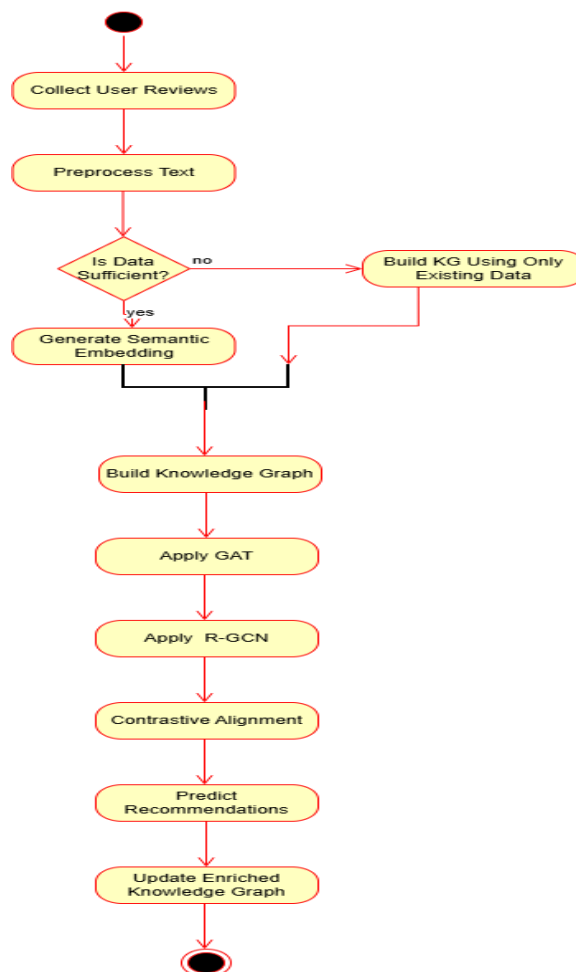 Collect User Reviews
Preprocess Text
Is Data
Sufficient?
no
Build KG Using Only
Existing Data
yes
Generate Semantic
Embedding
Build Knowledge Graph
Apply GAT
Apply R-GCN
Contrastive Alignment
Predict
Recommendations
Update Enriched
Knowledge Graph